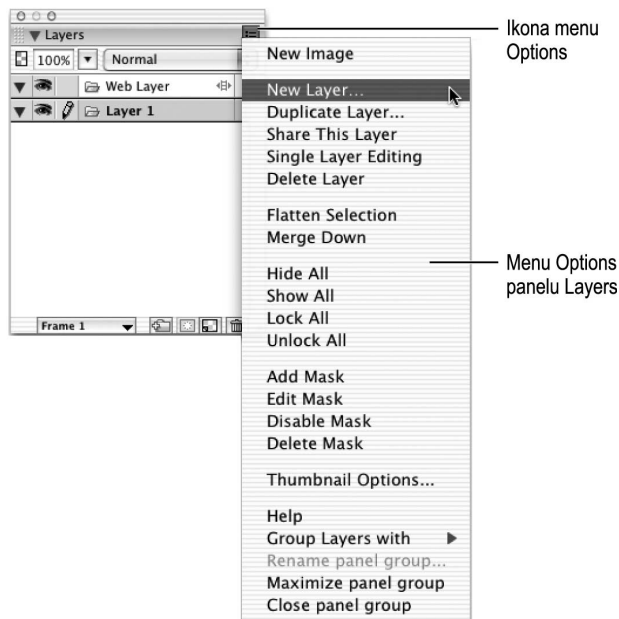 Layers
100% Normal
Web Layer
Layer 1
Frame 1
New Image
New Layer...
Duplicate Layer...
Share This Layer
Single Layer Editing
Delete Layer
Flatten Selection
Merge Down
Hide All
Show All
Lock All
Unlock All
Add Mask
Edit Mask
Disable Mask
Delete Mask
Thumbnail Options...
Help
Group Layers with
Rename panel group...
Maximize panel group
Close panel group
Ikona menu
Options
Menu Options
panelu Layers